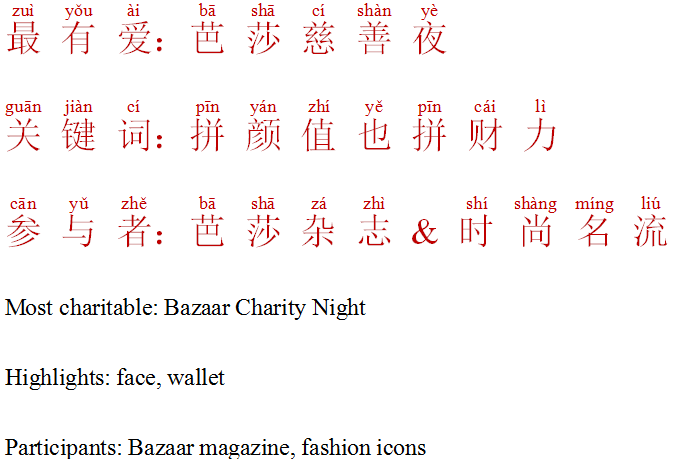 zuì yǒu ài bā shā cí shàn yè
最有爱：芭莎慈善夜
guān jiàn cí pīn yán zhí yě pīn cái lì
关键词：拼颜值也拼财力
cān yǔ zhě bā shā zá zhì shí shàng míng liú
参与者：芭莎杂志&时尚名流
Most charitable: Bazaar Charity Night
Highlights: face, wallet
Participants: Bazaar magazine, fashion icons